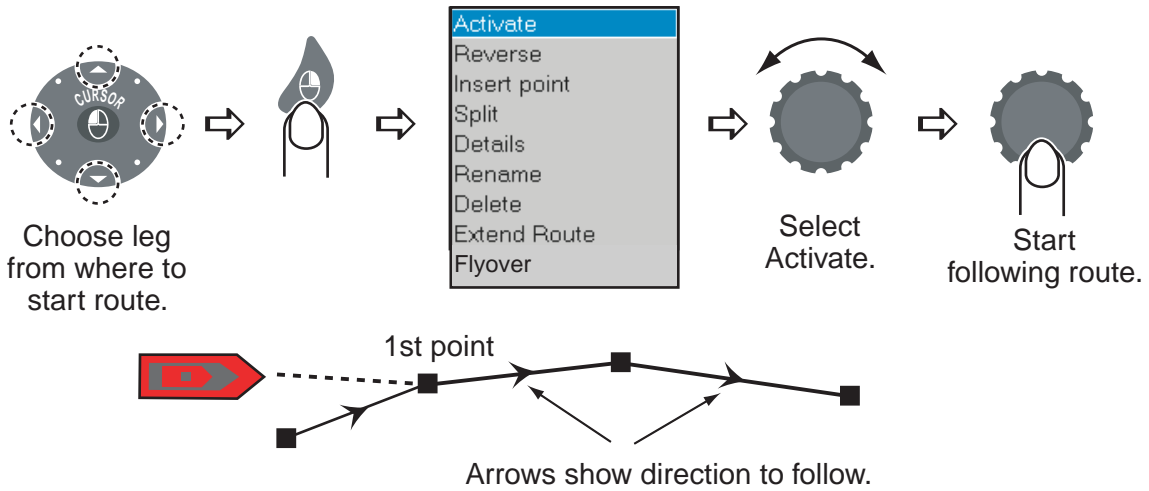 CURSOR
Choose leg
from where to
start route.
Activate
Reverse
Insert point
Split
Details
Rename
Delete
Extend Route
Flyover
Select
Activate.
Start
following route.
1st point
Arrows show direction to follow.